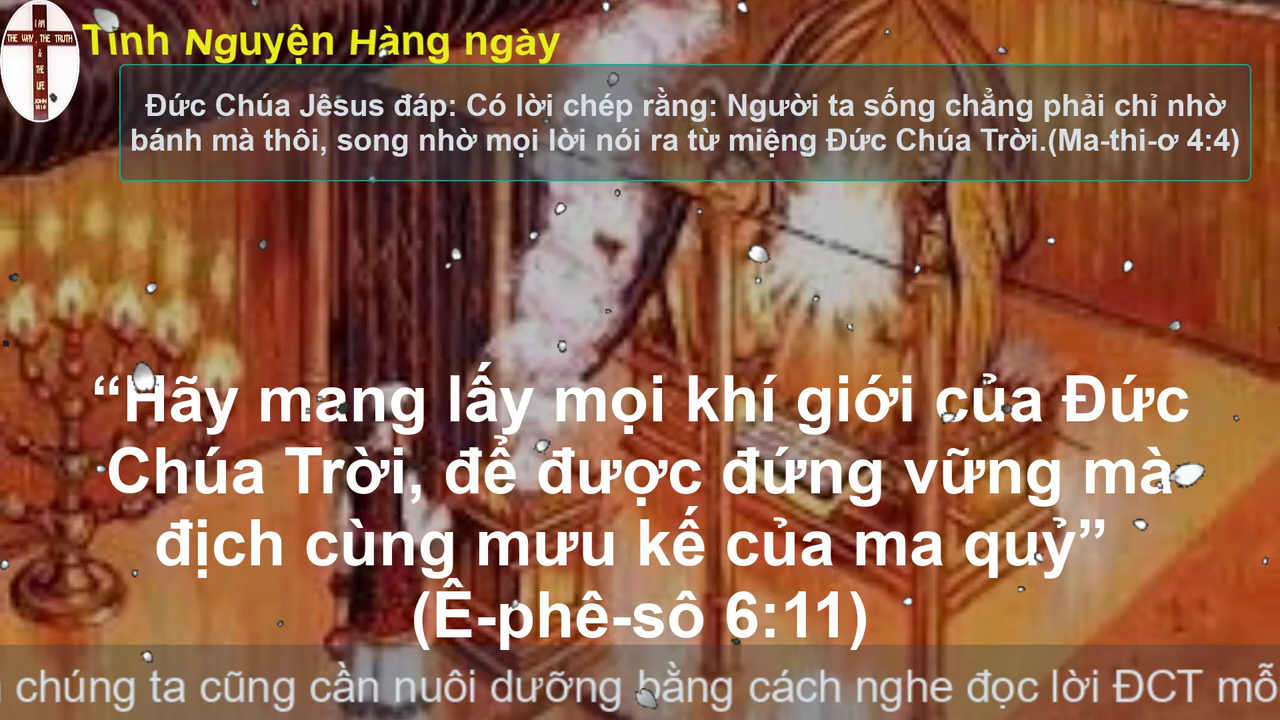 I AM
THE WAY, THE TRUTH
&
THE
LIFE
JOHN
14:6
Tĩnh Nguyện Hàng ngày
Đức Chúa Jêsus đáp: Có lời chép rằng: Người ta sống chẳng phải chỉ nhờ
bánh mà thôi, song nhờ mọi lời nói ra từ miệng Đức Chúa Trời.(Ma-thi-ơ 4:4)
“Hãy mang lấy mọi khí giới của Đức
Chúa Trời, để được đứng vững mà
địch cùng mưu kế của ma quỷ”
(Ê-phê-sô 6:11)
chúng ta cũng cần nuôi dưỡng bằng cách nghe đọc lời ĐCT